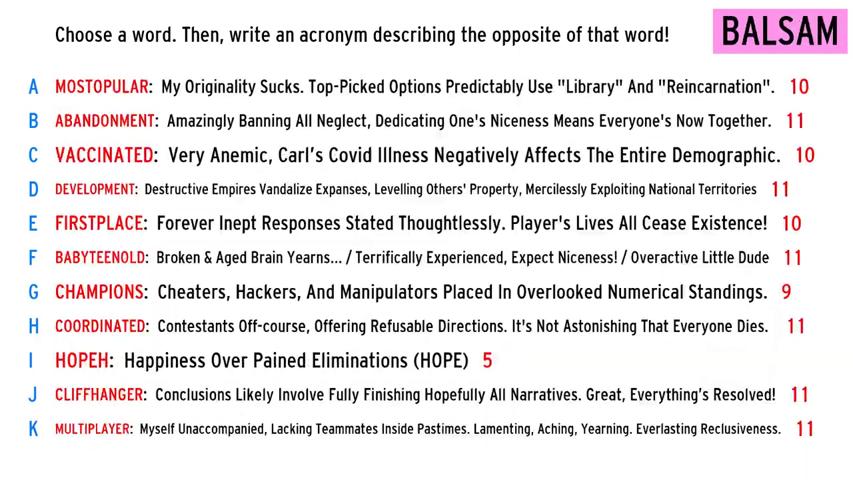 Choose a word. Then, write an acronym describing the opposite of that word!
BALSAM
A MOSTOPULAR: My Originality Sucks. Top-Picked Options Predictably Use "Library" And "Reincarnation". 10
B ABANDONMENT: Amazingly Banning All Neglect, Dedicating One's Niceness Means Everyone's Now Together. 11
C VACCINATED: Very Anemic, Carl's Covid Illness Negatively Affects The Entire Demographic. 10
D DEVELOPMENT: Destructive Empires Vandalize Expanses, Levelling Others' Property, Mercilessly Exploiting National Territories 11
E FIRSTPLACE: Forever Inept Responses Stated Thoughtlessly. Player's Lives All Cease Existence! 10
F BABYTEENOLD: Broken & Aged Brain Yearns... / Terrifically Experienced, Expect Niceness! / Overactive Little Dude 11
G CHAMPIONS: Cheaters, Hackers, And Manipulators Placed In Overlooked Numerical Standings. 9
H COORDINATED: Contestants Off-course, Offering Refusable Directions. It's Not Astonishing That Everyone Dies. 11
I HOPEH: Happiness Over Pained Eliminations (HOPE) 5
J CLIFFHANGER: Conclusions Likely Involve Fully Finishing Hopefully All Narratives. Great, Everything's Resolved! 11
K MULTIPLAYER: Myself Unaccompanied, Lacking Teammates Inside Pastimes. Lamenting, Aching, Yearning. Everlasting Reclusiveness. 11